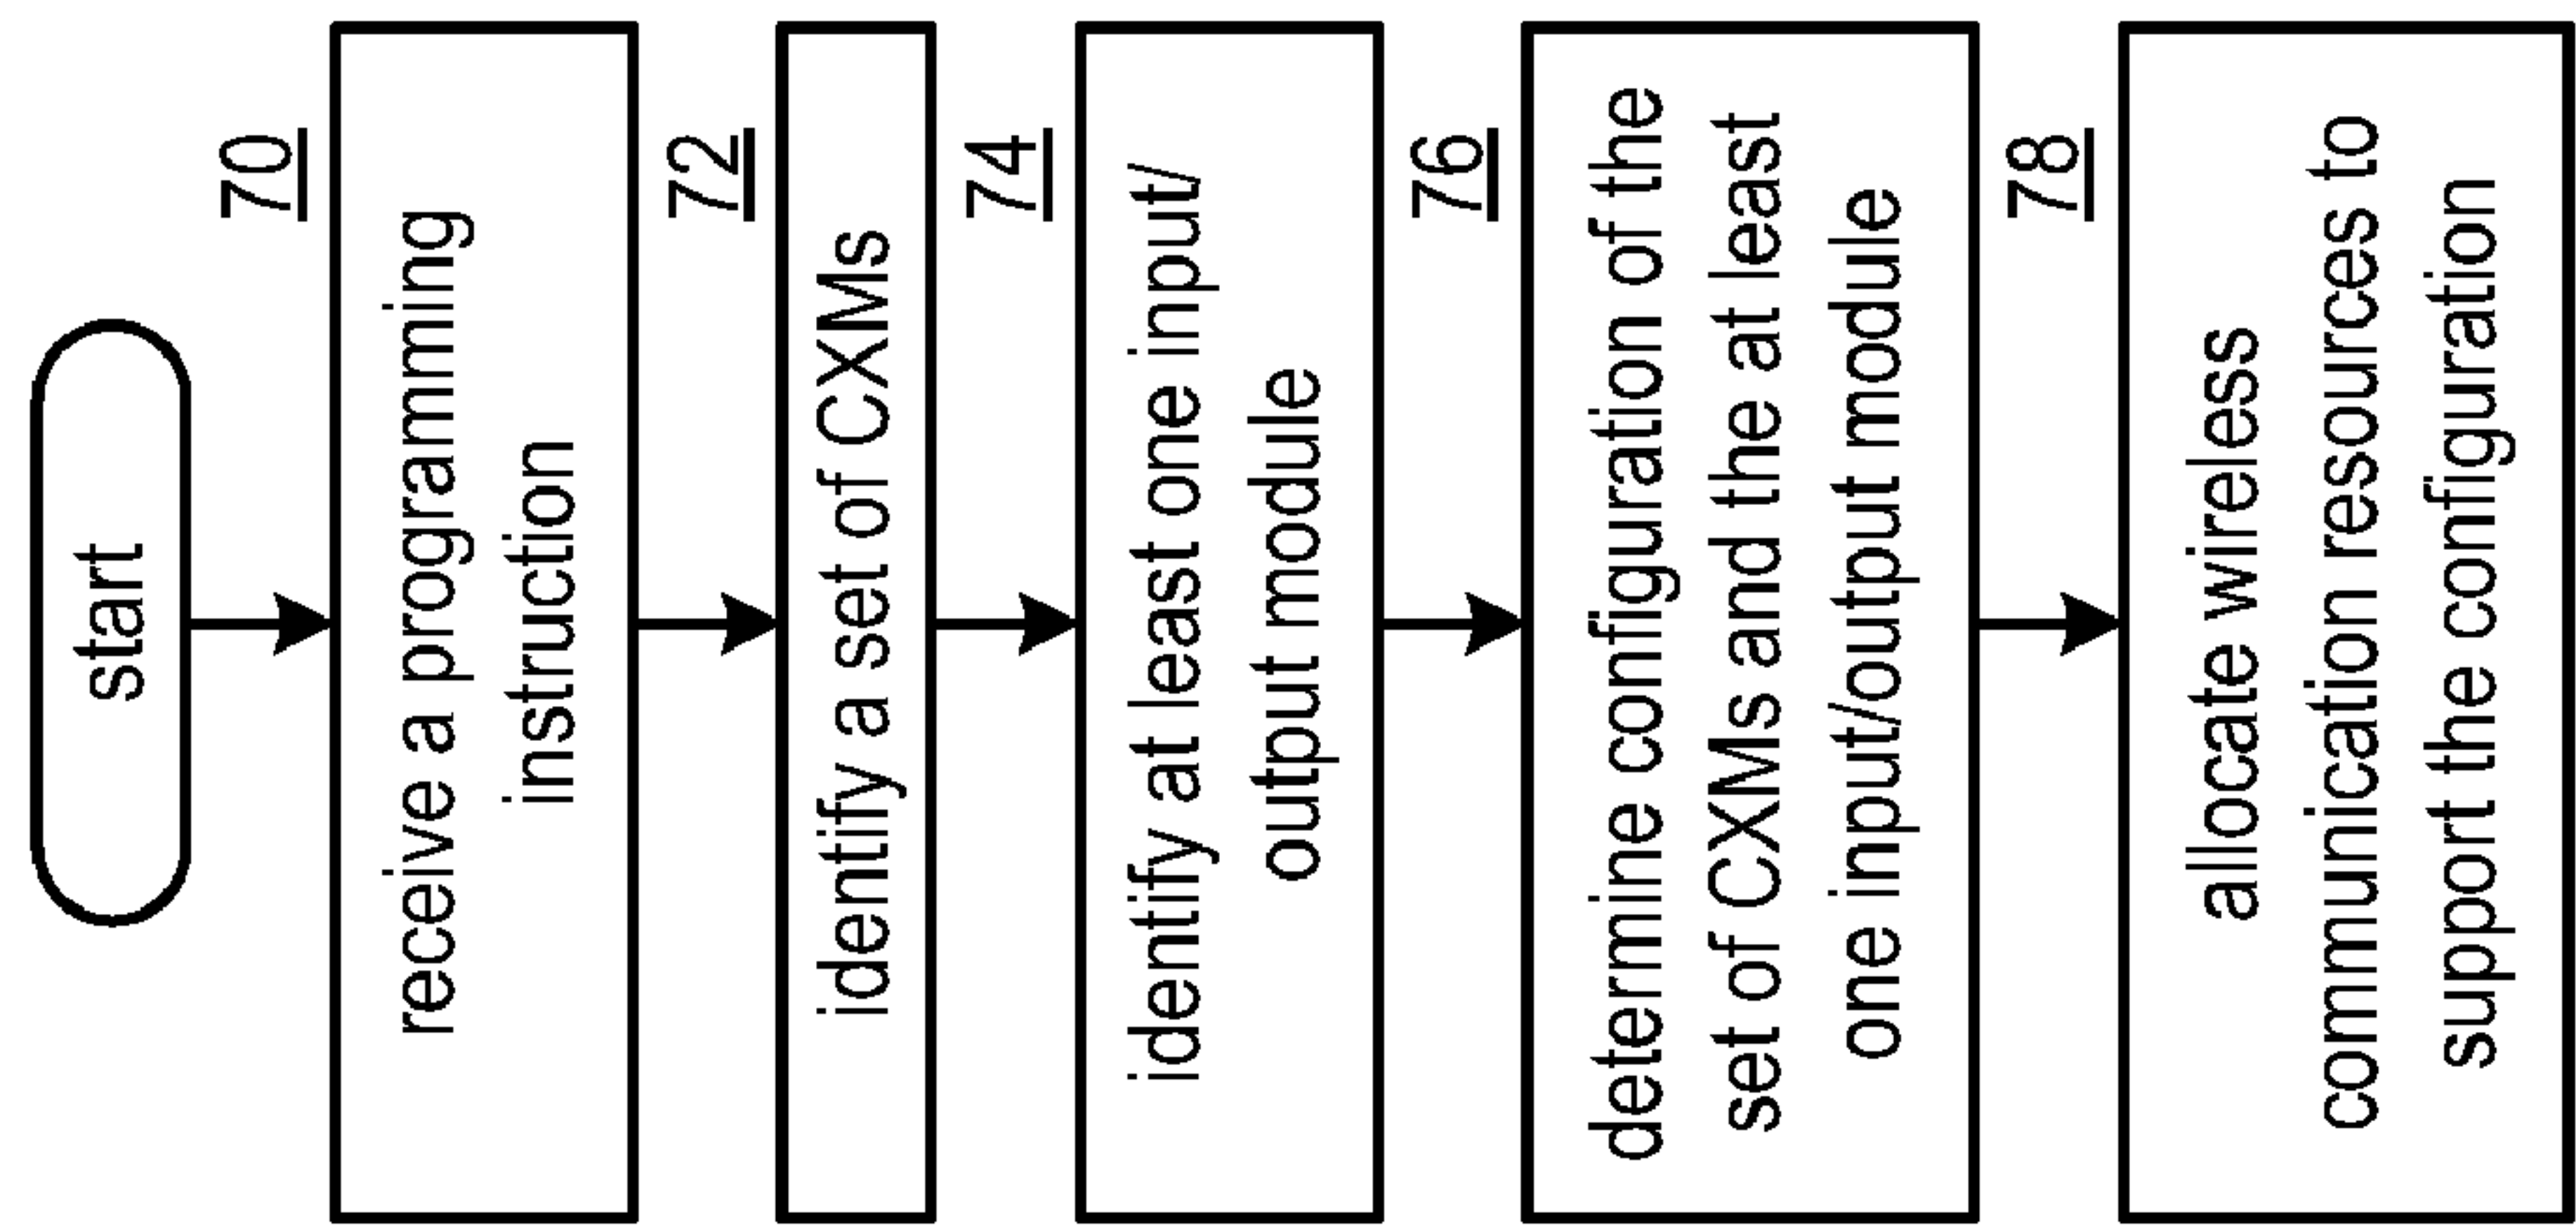 start
70
receive a programming
instruction
72
identify a set of CXMs
74
identify at least one input/
output module
76
determine configuration of the
set of CXMs and the at least
one input/output module
78
allocate wireless
communication resources to
support the configuration